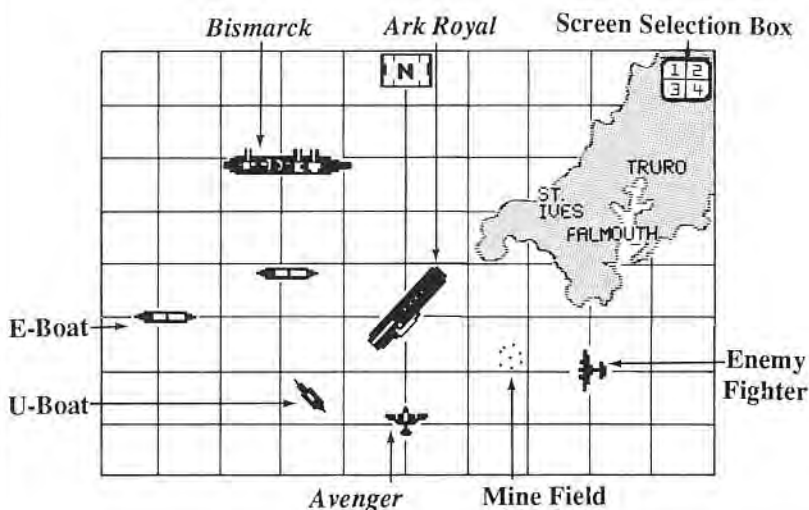 Bismarck
Ark Royal
Screen Selection Box
N
1 2
3 4
TRURO
ST.
IVES
FALMOUTH
E-Boat
Enemy
Fighter
U-Boat
Avenger
Mine Field